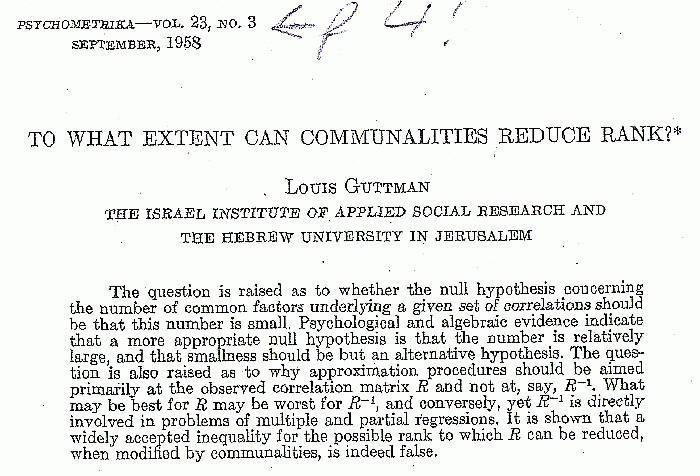 PSYCHOMETRIKA—VOL. 23, NO. 3
SEPTEMBER, 1958
TO WHAT EXTENT CAN COMMUNALITIES REDUCE RANK?*
LOUIS GUTTMAN
THE ISRAEL INSTITUTE OF APPLIED SOCIAL RESEARCH AND
THE HEBREW UNIVERSITY IN JERUSALEM
The question is raised as to whether the null hypothesis concerning
the number of common factors underlying a given set of correlations should
be that this number is small. Psychological and algebraic evidence indicate
that a more appropriate null hypothesis is that the number is relatively
large, and that smallness should be but an alternative hypothesis. The ques-
tion is also raised as to why approximation procedures should be aimed
primarily at the observed correlation matrix R and not at, say, R⁻¹. What
may be best for R may be worst for R⁻¹, and conversely, yet R⁻¹ is directly
involved in problems of multiple and partial regressions. It is shown that a
widely accepted inequality for the possible rank to which R can be reduced,
when modified by communalities, is indeed false.